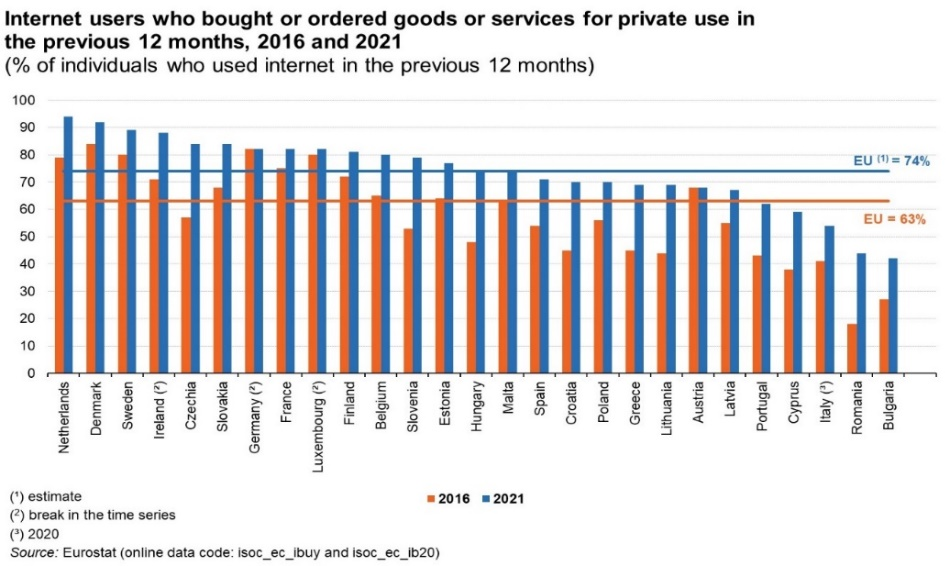 Internet users who bought or ordered goods or services for private use in
the previous 12 months, 2016 and 2021
(% of individuals who used internet in the previous 12 months)
100
90
80
70
60
50
40
30
20
10
0
EU (¹) = 74%
EU = 63%
Netherlands
Denmark
Sweden
Ireland (²)
Czechia
Slovakia
Germany (²)
France
Luxembourg (²)
Finland
Belgium
Slovenia
Estonia
Hungary
Malta
Spain
Croatia
Poland
Greece
Lithuania
Austria
Latvia
Portugal
Cyprus
Italy (³)
Romania
Bulgaria
2016 2021
(¹) estimate
(²) break in the time series
(³) 2020
Source: Eurostat (online data code: isoc_ec_ibuy and isoc_ec_ib20)